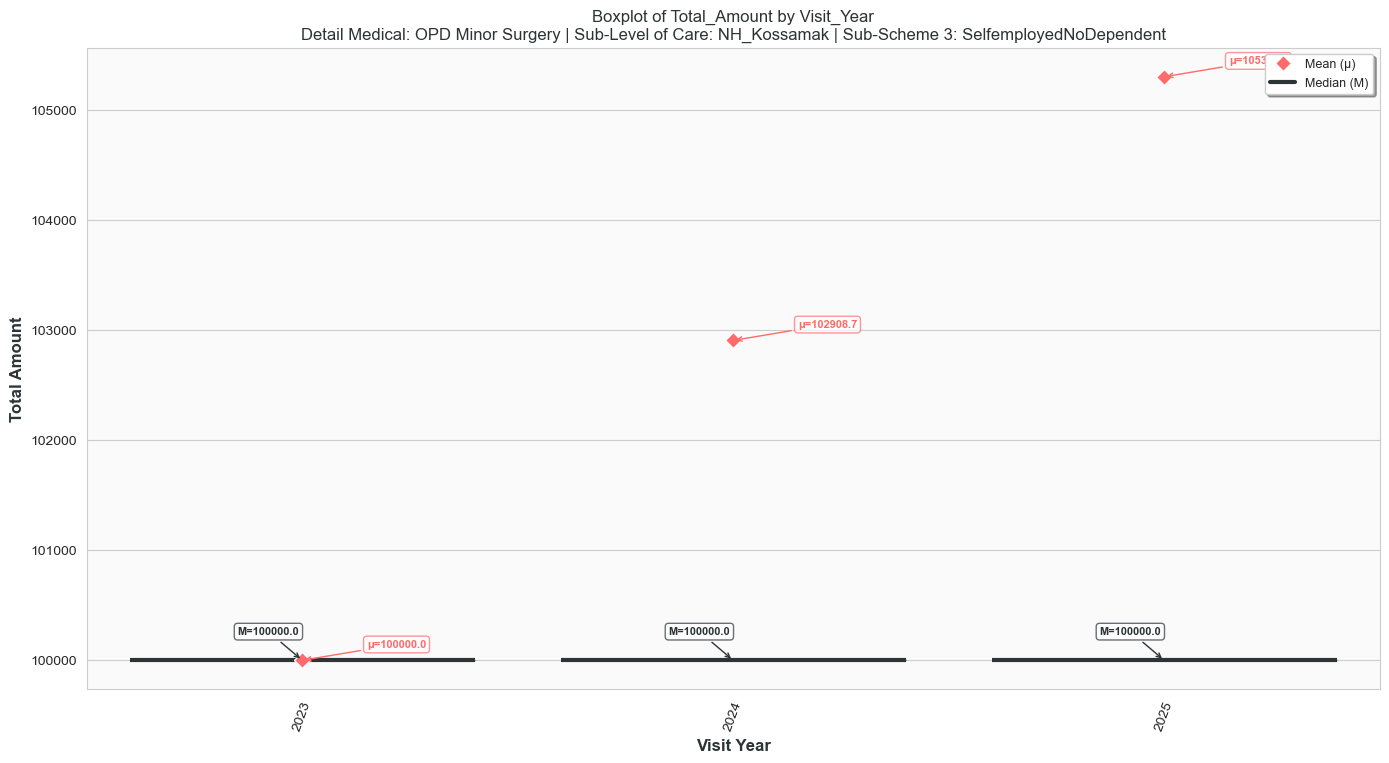 Boxplot of Total_Amount by Visit_Year
Detail Medical: OPD Minor Surgery | Sub-Level of Care: NH_Kossamak | Sub-Scheme 3: SelfemployedNoDependent
Mean (μ)
Median (M)
105000
104000
103000
102000
101000
100000
Total Amount
μ=102908.7
M=100000.0
μ=100000.0
M=100000.0
M=100000.0
2023
2024
2025
Visit Year